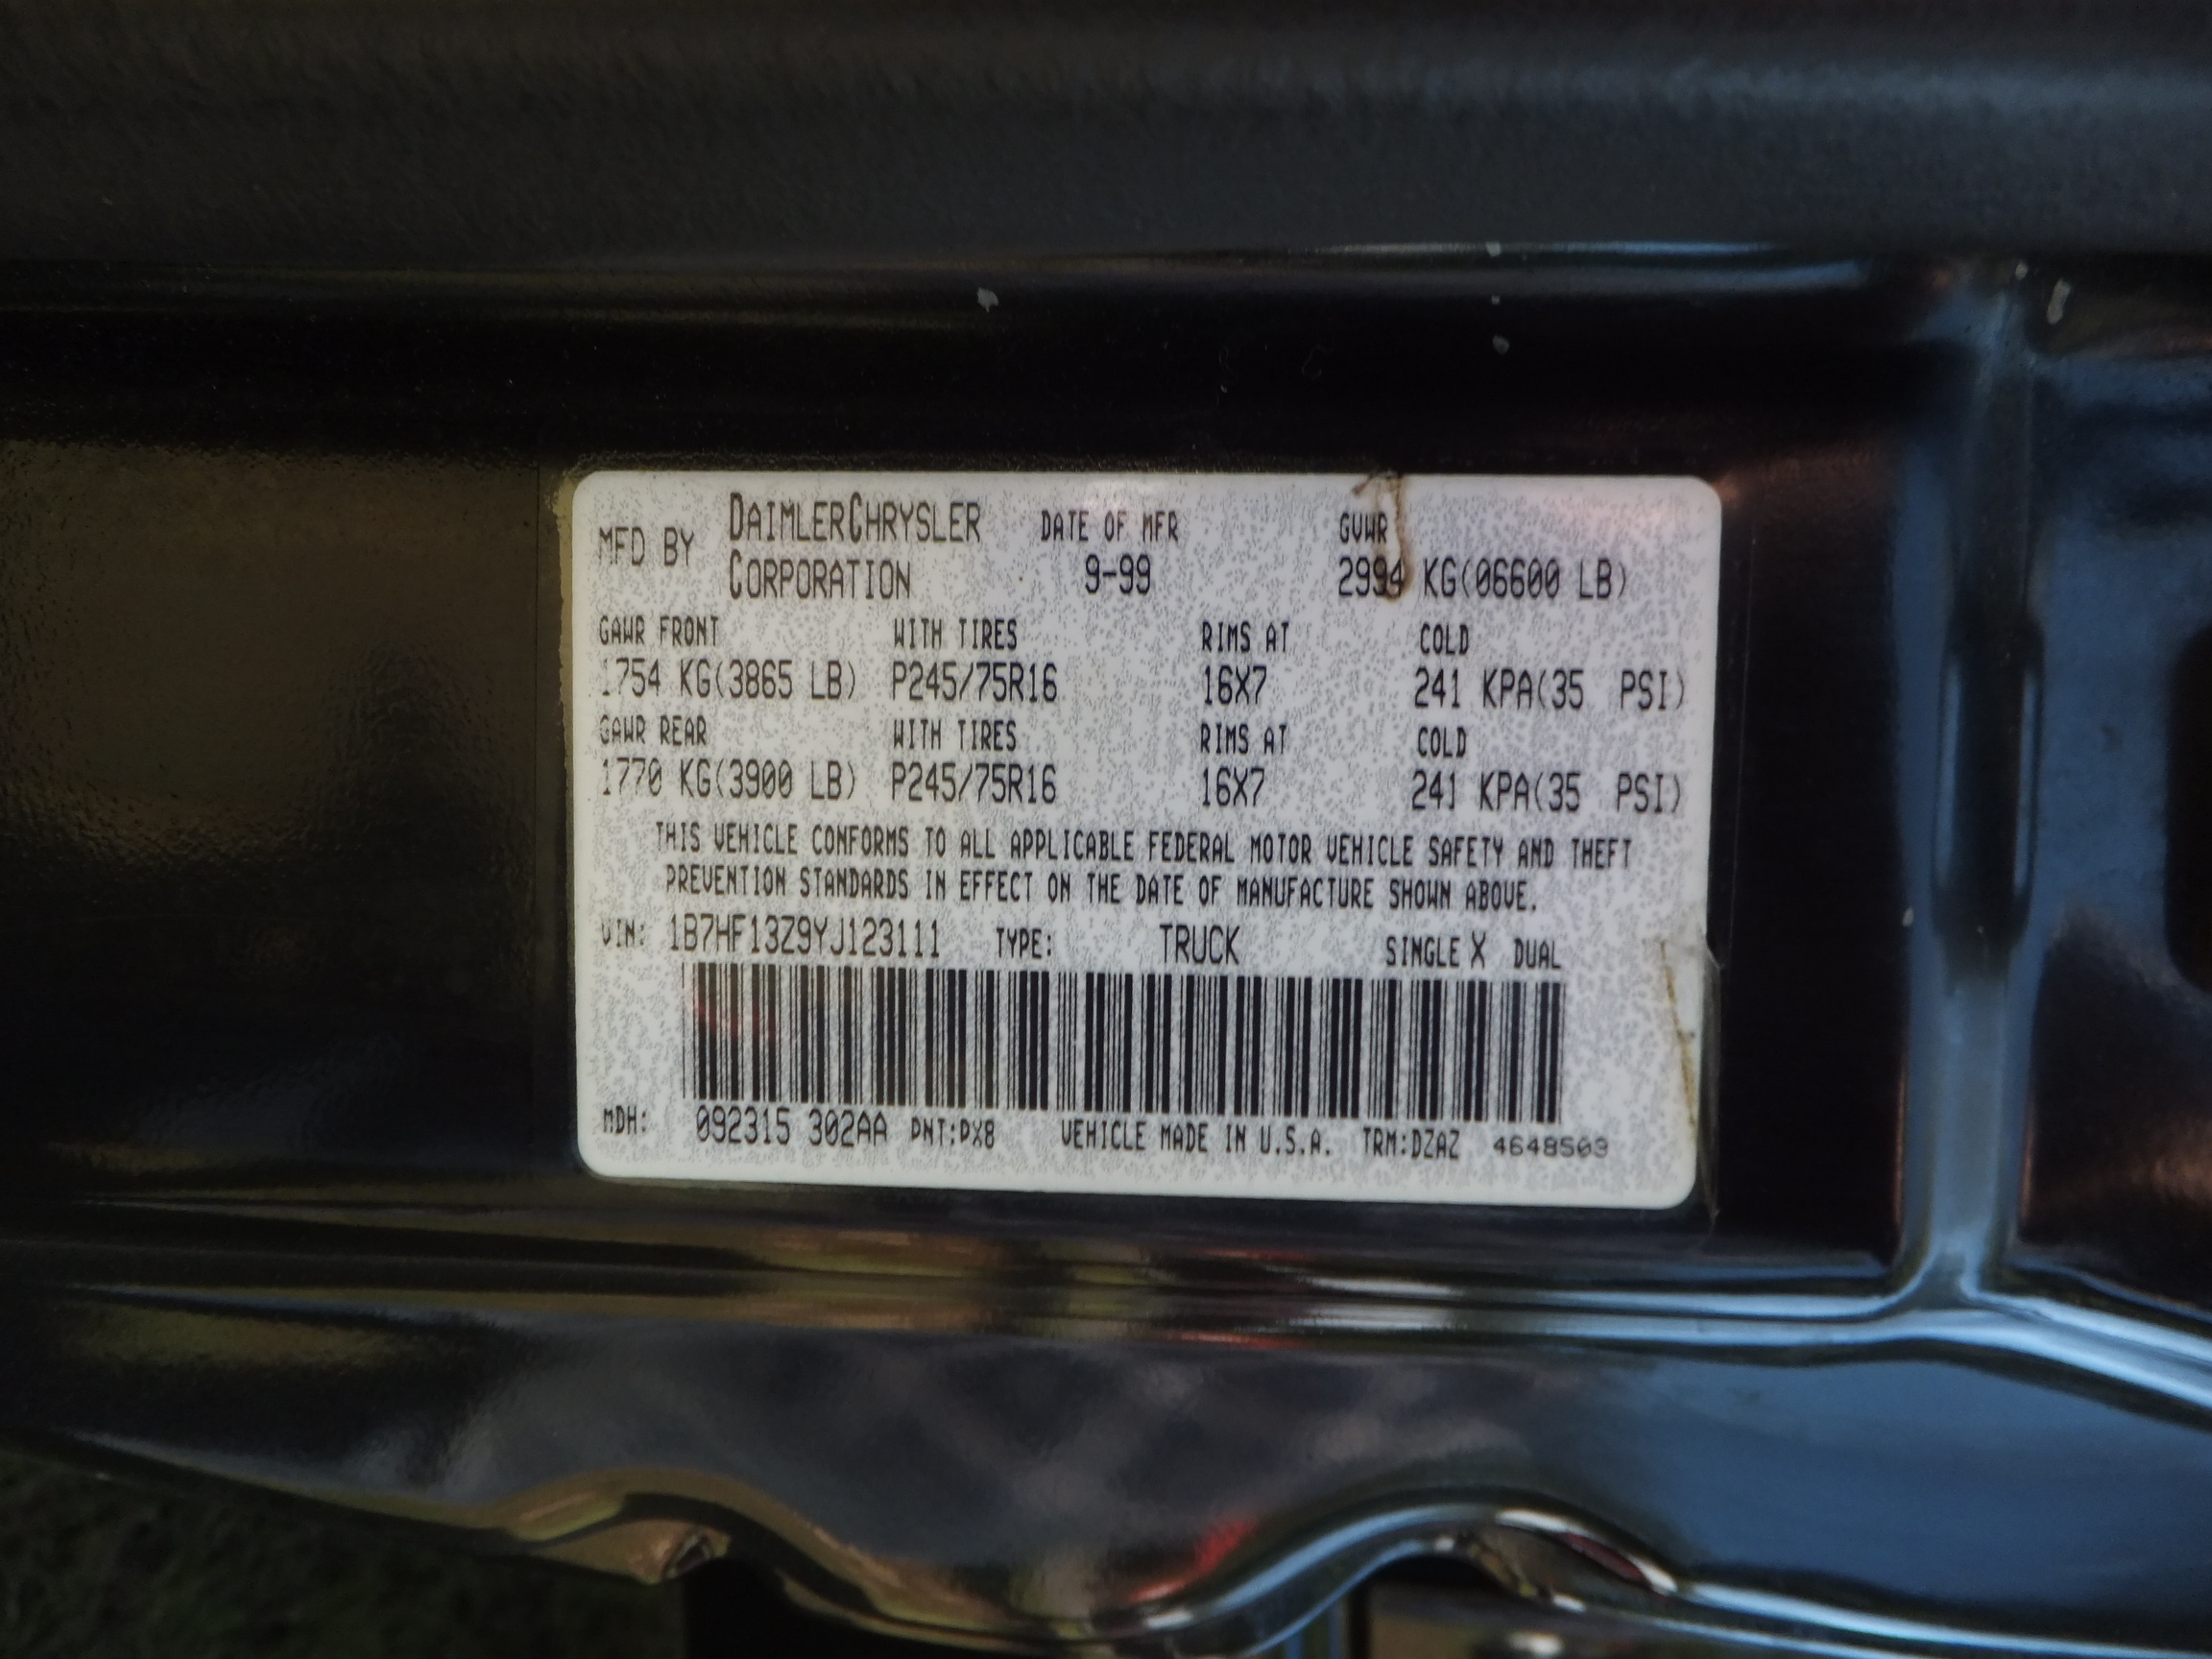 MFD BY DAIMLERCHRYSLER CORPORATION DATE OF MFR 9-99 GVWR 2994 KG(06600 LB)
GAWR FRONT WITH TIRES RIMS AT COLD
1754 KG(3865 LB) P245/75R16 16X7 241 KPA(35 PSI)
GAWR REAR WITH TIRES RIMS AT COLD
1770 KG(3900 LB) P245/75R16 16X7 241 KPA(35 PSI)
THIS VEHICLE CONFORMS TO ALL APPLICABLE FEDERAL MOTOR VEHICLE SAFETY AND THEFT
PREVENTION STANDARDS IN EFFECT ON THE DATE OF MANUFACTURE SHOWN ABOVE.
VIN: 1B7HF13Z9YJ123111 TYPE: TRUCK SINGLE X DUAL
MDH: 092315 302AA PNT:PX8 VEHICLE MADE IN U.S.A. TRM:DZAZ 4648503